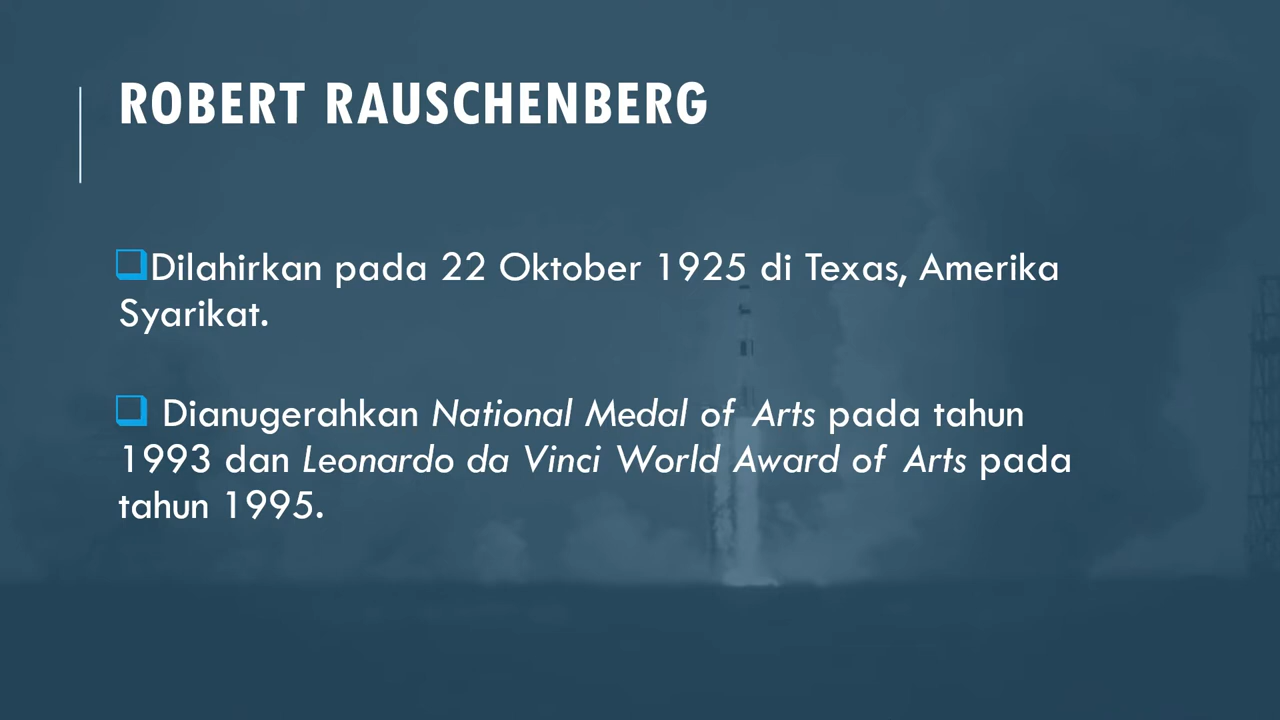 ROBERT RAUSCHENBERG
❑Dilahirkan pada 22 Oktober 1925 di Texas, Amerika
Syarikat.
❑ Dianugerahkan National Medal of Arts pada tahun
1993 dan Leonardo da Vinci World Award of Arts pada
tahun 1995.